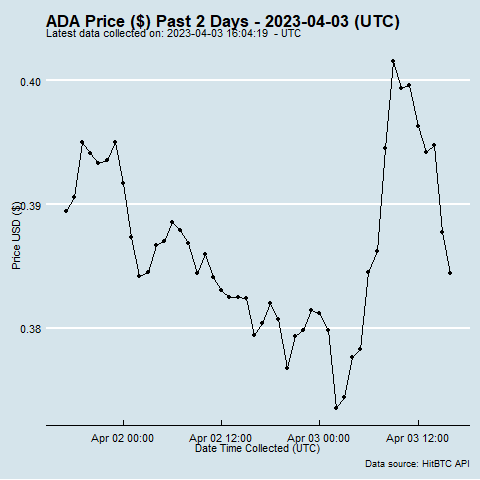 ADA Price ($) Past 2 Days - 2023-04-03 (UTC)
Latest data collected on: 2023-04-03 16:04:19  - UTC
0.40
0.39
0.38
Price USD ($)
Apr 02 00:00
Apr 02 12:00
Apr 03 00:00
Apr 03 12:00
Date Time Collected (UTC)
Data source: HitBTC API